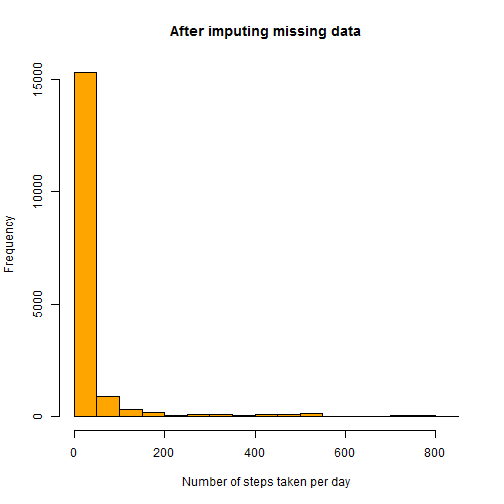 After imputing missing data
Frequency
15000
10000
5000
0
0 200 400 600 800
Number of steps taken per day